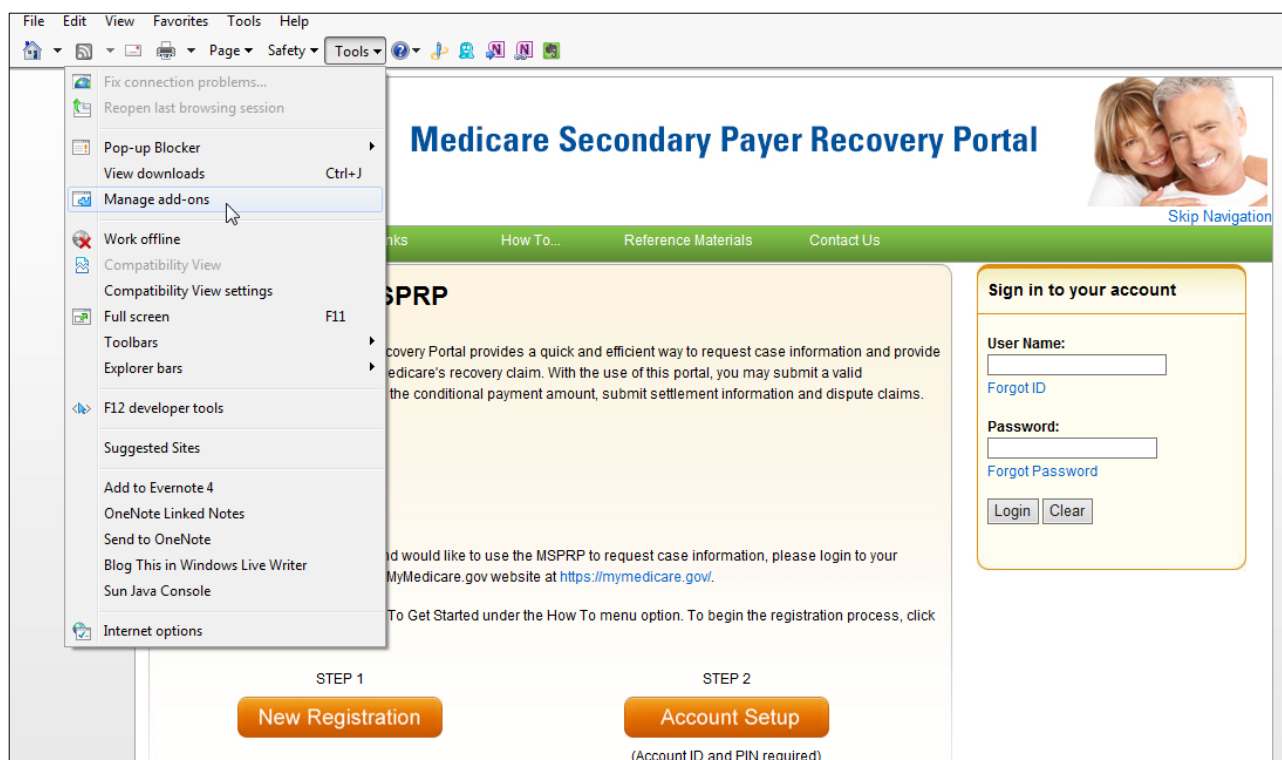 File Edit View Favorites Tools Help
Page Safety Tools
Fix connection problems...
Reopen last browsing session
Pop-up Blocker
View downloads Ctrl+J
Manage add-ons
Work offline
Compatibility View
Compatibility View settings
Full screen F11
Toolbars
Explorer bars
F12 developer tools
Suggested Sites
Add to Evernote 4
OneNote Linked Notes
Send to OneNote
Blog This in Windows Live Writer
Sun Java Console
Internet options
Medicare Secondary Payer Recovery Portal
Skip Navigation
How To... Reference Materials Contact Us
Portal provides a quick and efficient way to request case information and provide
recovery claim. With the use of this portal, you may submit a valid
the conditional payment amount, submit settlement information and dispute claims.
would like to use the MSPRP to request case information, please login to your
MyMedicare.gov website at https://mymedicare.gov/.
To Get Started under the How To menu option. To begin the registration process, click
STEP 1
New Registration
STEP 2
Account Setup
(Account ID and PIN required)
Sign in to your account
User Name:
Forgot ID
Password:
Forgot Password
Login Clear